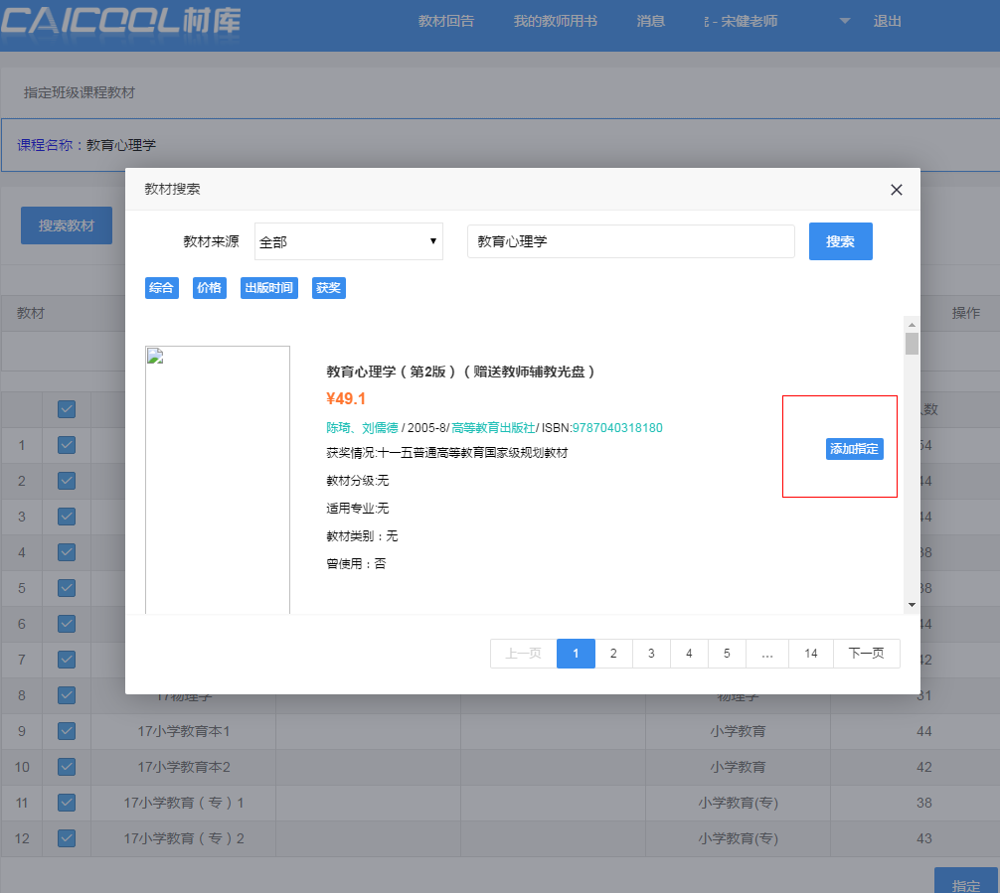 CAICOOL村库 教材回告 我的教师用书 消息 - 宋健老师 退出
指定班级课程教材
课程名称：教育心理学
教材搜索
搜索教材
教材来源 全部 教育心理学 搜索
综合 价格 出版时间 获奖
教材 操作
教育心理学（第2版）（赠送教师辅教光盘）
¥49.1
陈琦、刘儒德 / 2005-8/ 高等教育出版社/ ISBN:9787040318180
获奖情况:十一五普通高等教育国家级规划教材
添加指定
教材分级:无
适用专业:无
教材类别：无
曾使用：否
上一页 1 2 3 4 5 ... 14 下一页
数
1 54
2 44
3 44
4 38
5 38
6 44
7 42
8 17物理学 物理学 31
9 17小学教育本1 小学教育 44
10 17小学教育本2 小学教育 42
11 17小学教育（专）1 小学教育(专) 38
12 17小学教育（专）2 小学教育(专) 43
指定